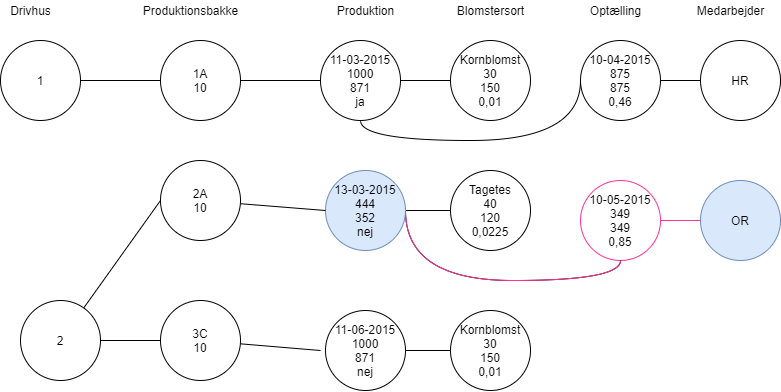 Drivhus
Produktionsbakke
Produktion
Blomstersort
Optælling
Medarbejder
1
1A
10
11-03-2015
1000
871
ja
Kornblomst
30
150
0,01
10-04-2015
875
875
0,46
HR
2A
10
13-03-2015
444
352
nej
Tagetes
40
120
0,0225
10-05-2015
349
349
0,85
OR
2
3C
10
11-06-2015
1000
871
nej
Kornblomst
30
150
0,01